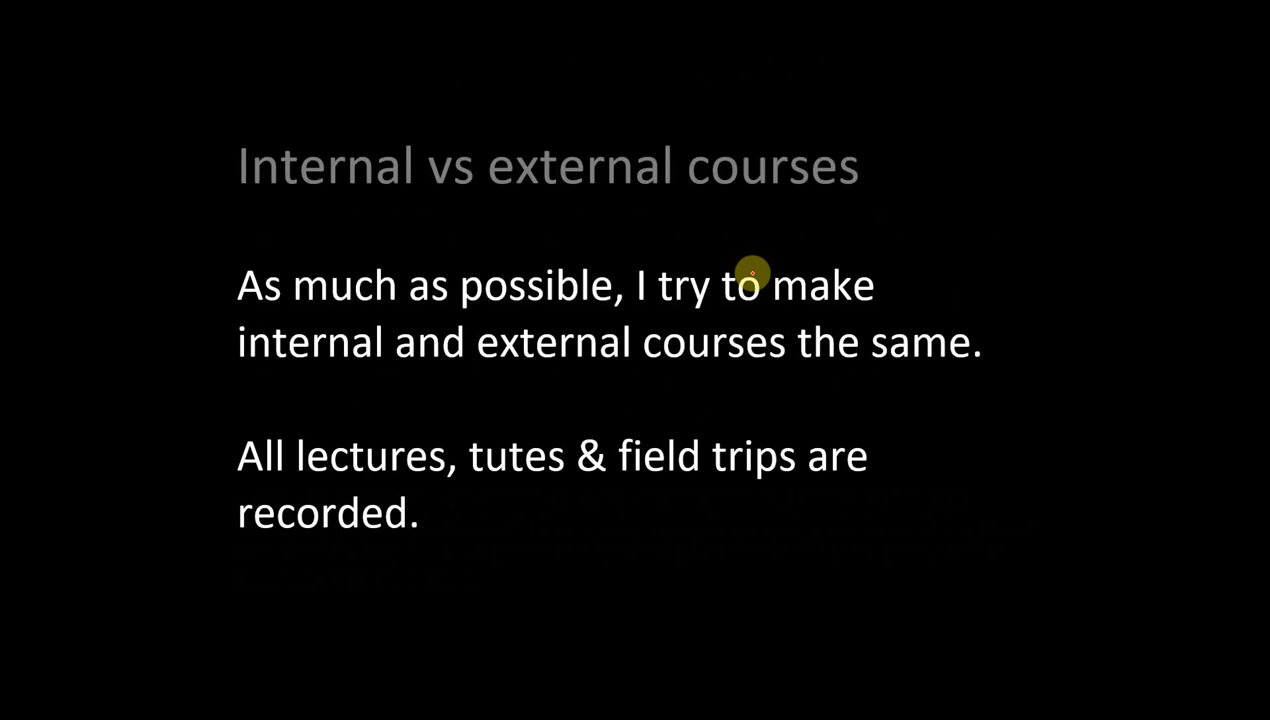 Internal vs external courses
As much as possible, I try to make
internal and external courses the same.
All lectures, tutes & field trips are
recorded.